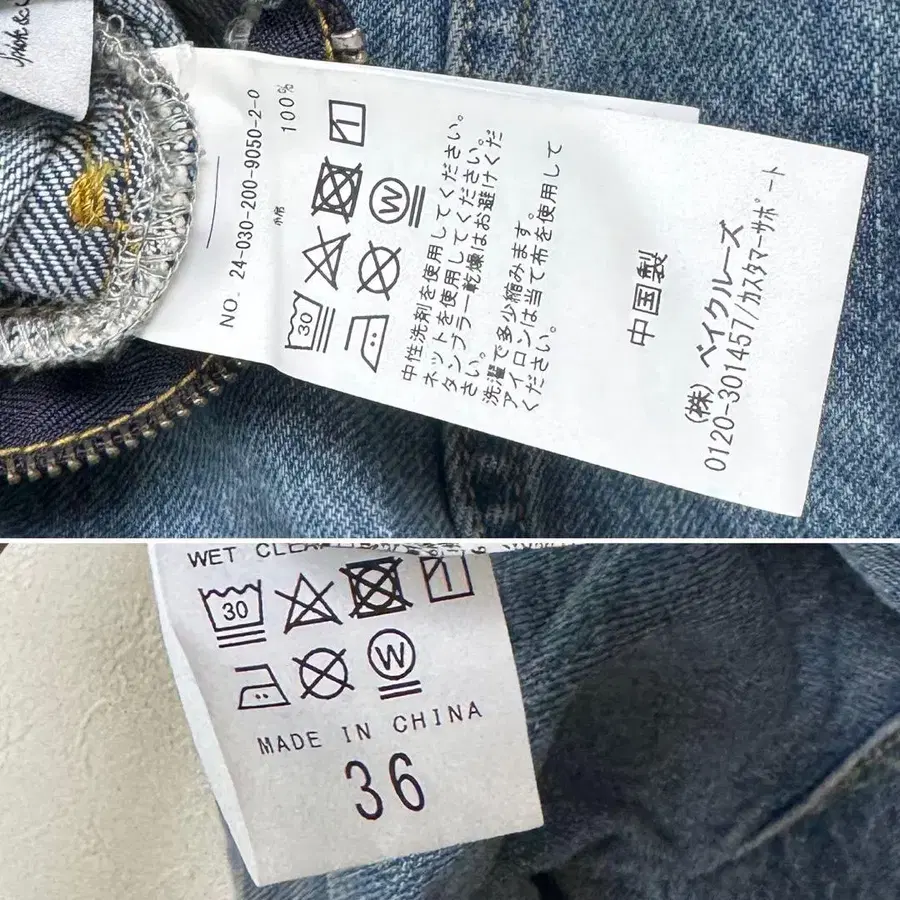 NO. 24-030-200-9050-2-0
綿 100%
30
W
中性洗剤を使用してください。
ネットを使用してください。
タンブラー乾燥はお避けくだ
さい。
洗濯で多少縮みます。
アイロンは当て布を使用して
ください。
中国製
(株) ベイクルーズ
0120-301457/カスタマーサポート
30
W
MADE IN CHINA
36